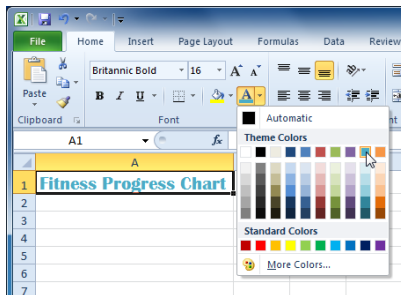 File Home Insert Page Layout Formulas Data Review
Paste
Britannic Bold 16 A A
B I U A
Clipboard Font
Automatic
Theme Colors
Standard Colors
More Colors...
A1 fx
A
1 Fitness Progress Chart
2
3
4
5
6
7